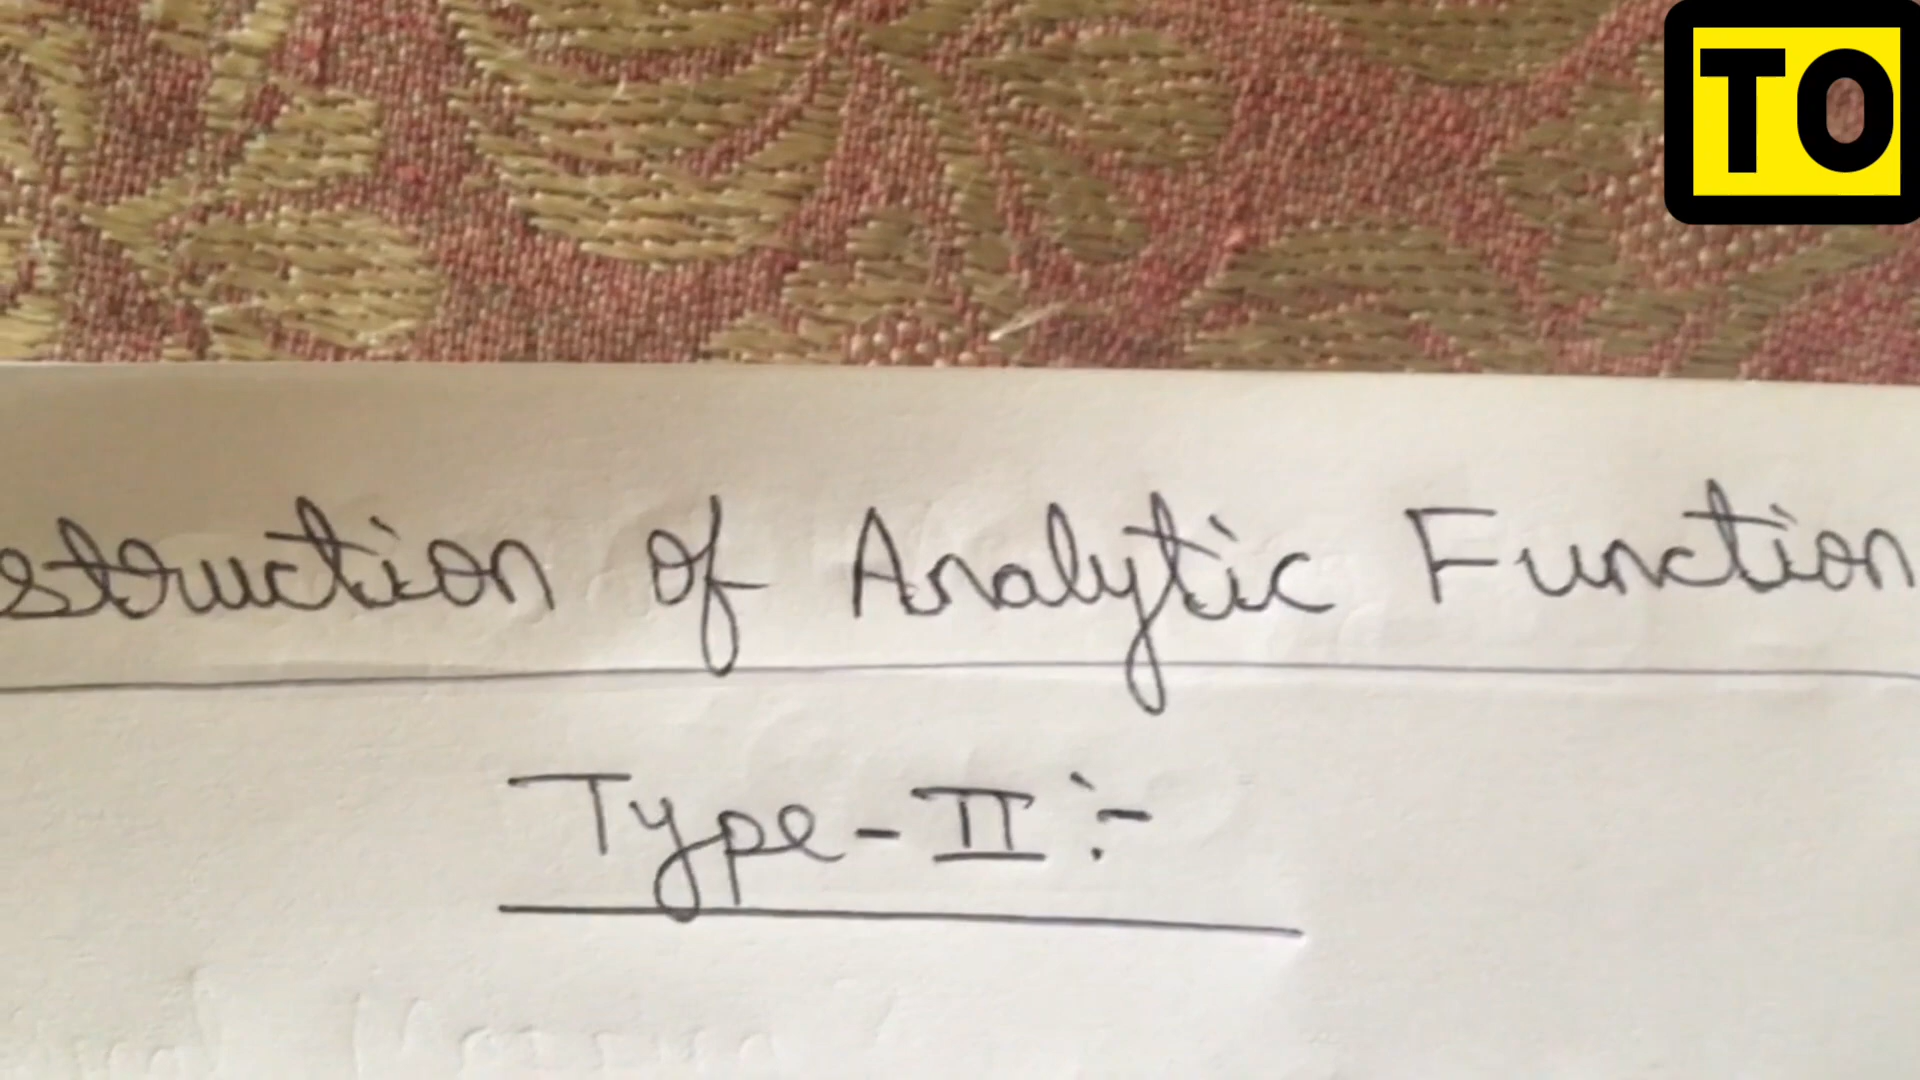 TO
struction of Analytic Function
Type-II :-